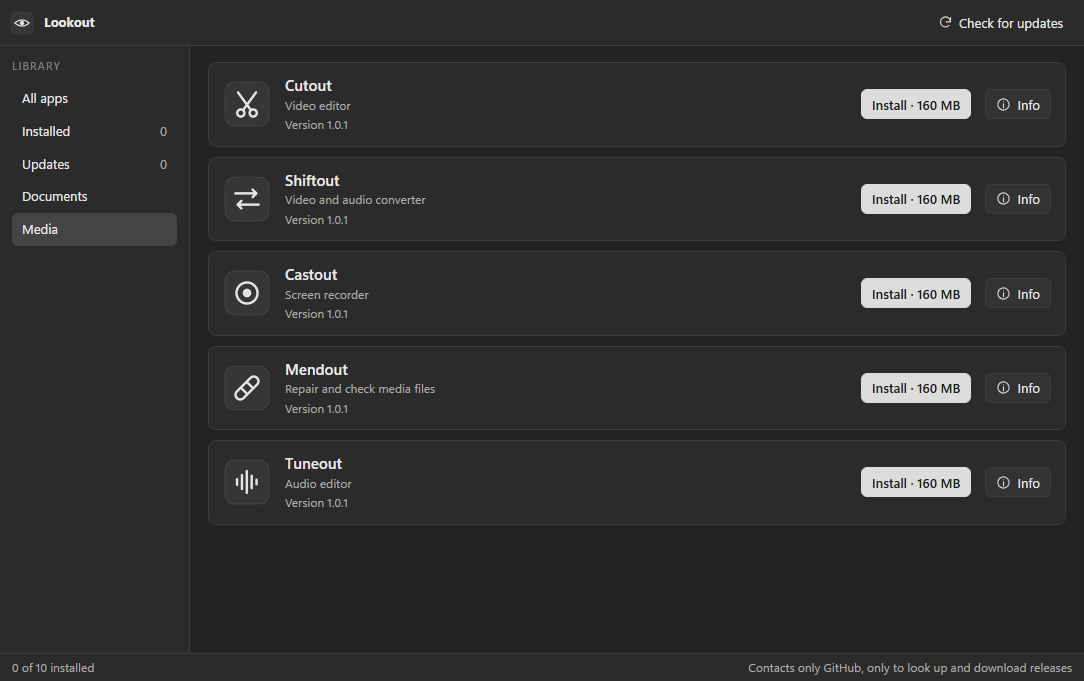 Lookout
Check for updates
LIBRARY
All apps
Installed 0
Updates 0
Documents
Media
Cutout
Video editor
Version 1.0.1
Install · 160 MB
Info
Shiftout
Video and audio converter
Version 1.0.1
Install · 160 MB
Info
Castout
Screen recorder
Version 1.0.1
Install · 160 MB
Info
Mendout
Repair and check media files
Version 1.0.1
Install · 160 MB
Info
Tuneout
Audio editor
Version 1.0.1
Install · 160 MB
Info
0 of 10 installed
Contacts only GitHub, only to look up and download releases